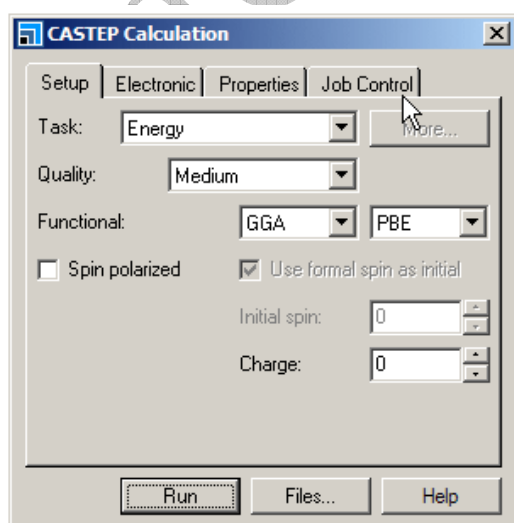 CASTEP Calculation
Setup Electronic Properties Job Control
Task: Energy More...
Quality: Medium
Functional: GGA PBE
Spin polarized Use formal spin as initial
Initial spin: 0
Charge: 0
Run Files... Help